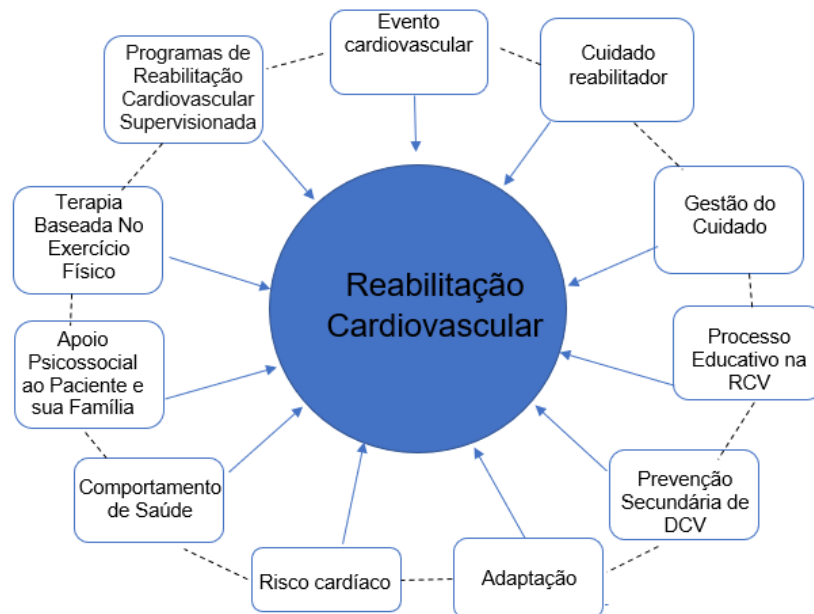 Evento
cardiovascular
Cuidado
reabilitador
Gestão do
Cuidado
Processo
Educativo na
RCV
Prevenção
Secundária de
DCV
Adaptação
Risco cardíaco
Comportamento
de Saúde
Apoio
Psicossocial
ao Paciente e
sua Família
Terapia
Baseada No
Exercício
Físico
Programas de
Reabilitação
Cardiovascular
Supervisionada
Reabilitação
Cardiovascular